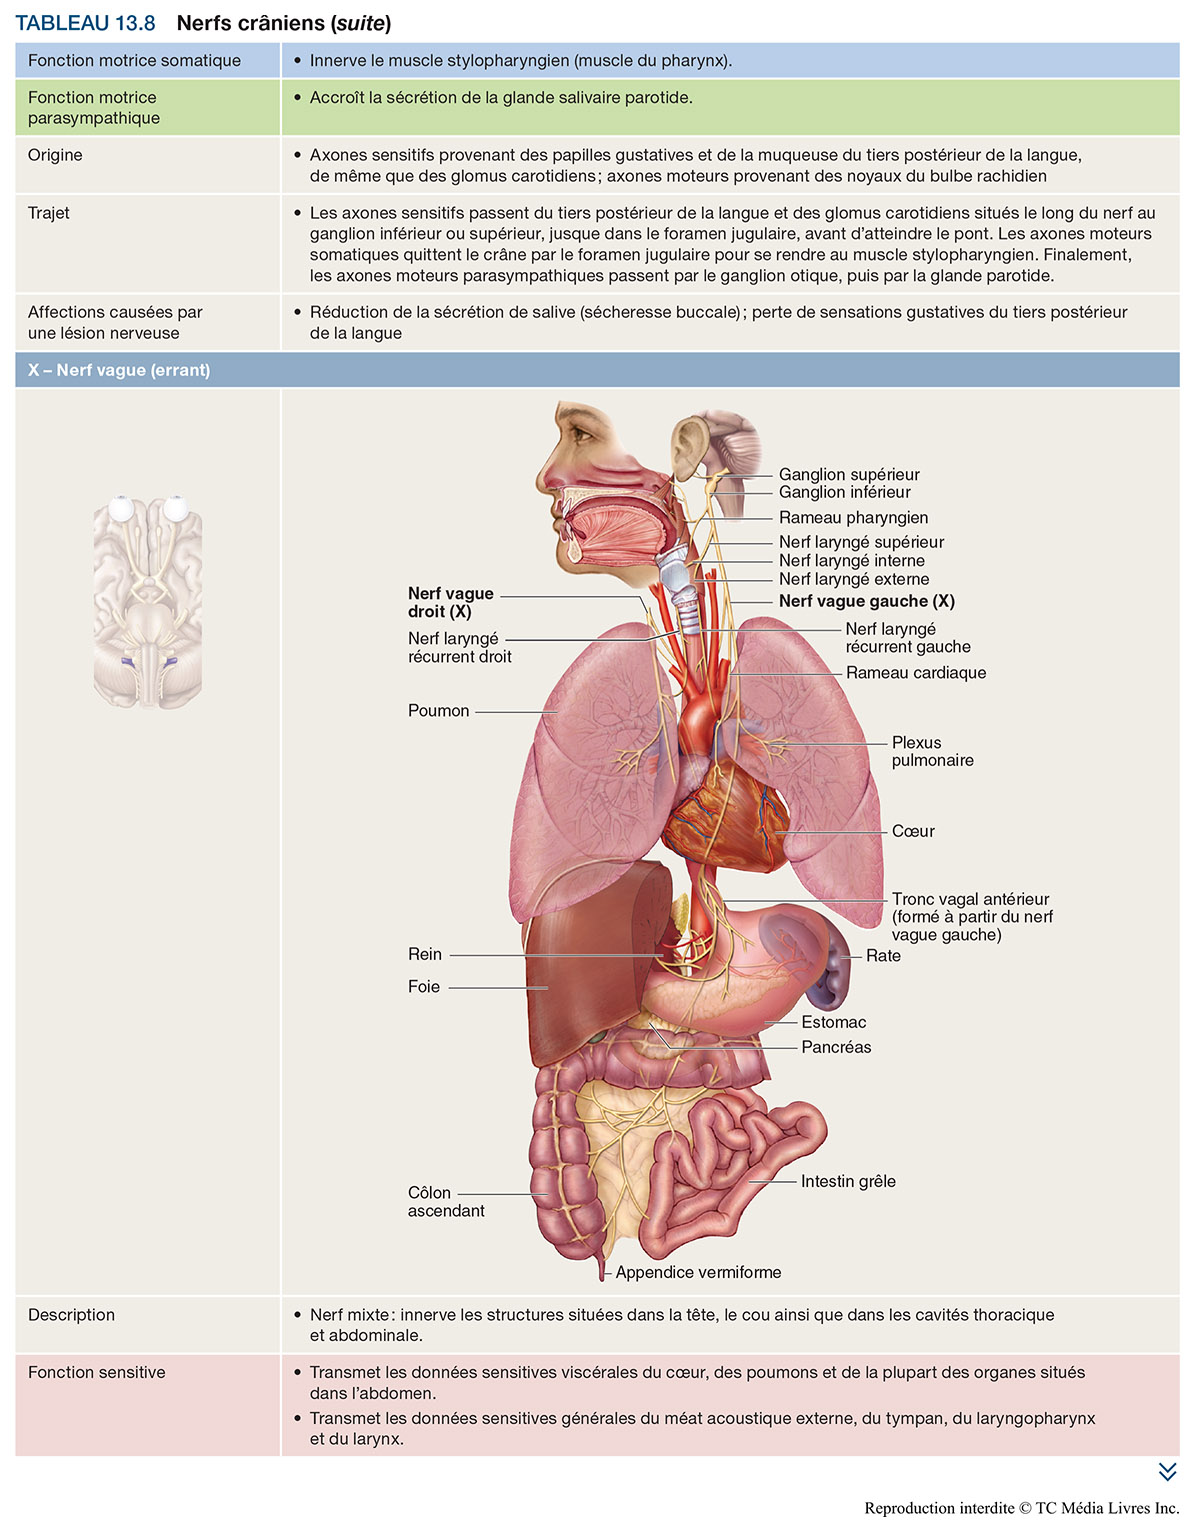 TABLEAU 13.8 Nerfs crâniens (suite)
Fonction motrice somatique
• Innerve le muscle stylopharyngien (muscle du pharynx).
Fonction motrice
parasympathique
• Accroît la sécrétion de la glande salivaire parotide.
Origine
• Axones sensitifs provenant des papilles gustatives et de la muqueuse du tiers postérieur de la langue,
de même que des glomus carotidiens ; axones moteurs provenant des noyaux du bulbe rachidien
Trajet
• Les axones sensitifs passent du tiers postérieur de la langue et des glomus carotidiens situés le long du nerf au
ganglion inférieur ou supérieur, jusque dans le foramen jugulaire, avant d’atteindre le pont. Les axones moteurs
somatiques quittent le crâne par le foramen jugulaire pour se rendre au muscle stylopharyngien. Finalement,
les axones moteurs parasympathiques passent par le ganglion otique, puis par la glande parotide.
Affections causées par
une lésion nerveuse
• Réduction de la sécrétion de salive (sécheresse buccale) ; perte de sensations gustatives du tiers postérieur
de la langue
X – Nerf vague (errant)
Ganglion supérieur
Ganglion inférieur
Rameau pharyngien
Nerf laryngé supérieur
Nerf laryngé interne
Nerf laryngé externe
Nerf vague gauche (X)
Nerf vague
droit (X)
Nerf laryngé
récurrent droit
Nerf laryngé
récurrent gauche
Rameau cardiaque
Poumon
Plexus
pulmonaire
Cœur
Tronc vagal antérieur
(formé à partir du nerf
vague gauche)
Rein
Rate
Foie
Estomac
Pancréas
Intestin grêle
Côlon
ascendant
Appendice vermiforme
Description
• Nerf mixte : innerve les structures situées dans la tête, le cou ainsi que dans les cavités thoracique
et abdominale.
Fonction sensitive
• Transmet les données sensitives viscérales du cœur, des poumons et de la plupart des organes situés
dans l’abdomen.
• Transmet les données sensitives générales du méat acoustique externe, du tympan, du laryngopharynx
et du larynx.
Reproduction interdite © TC Média Livres Inc.